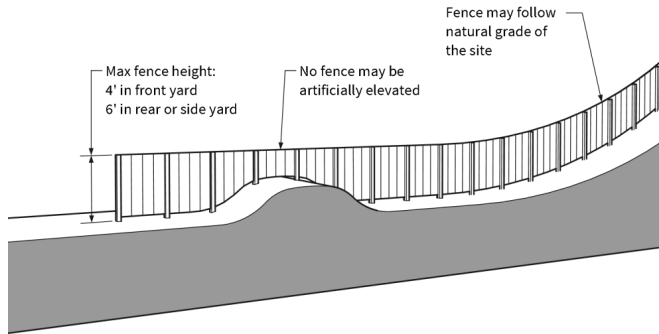 Fence may follow
natural grade of
the site
Max fence height:
4' in front yard
6' in rear or side yard
No fence may be
artificially elevated